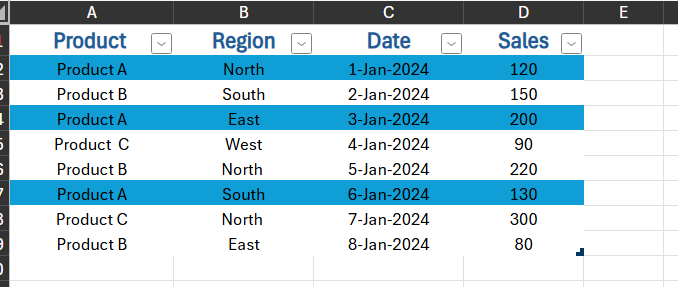 A B C D E
Product Region Date Sales
Product A North 1-Jan-2024 120
Product B South 2-Jan-2024 150
Product A East 3-Jan-2024 200
Product  C West 4-Jan-2024 90
Product B North 5-Jan-2024 220
Product A South 6-Jan-2024 130
Product C North 7-Jan-2024 300
Product B East 8-Jan-2024 80